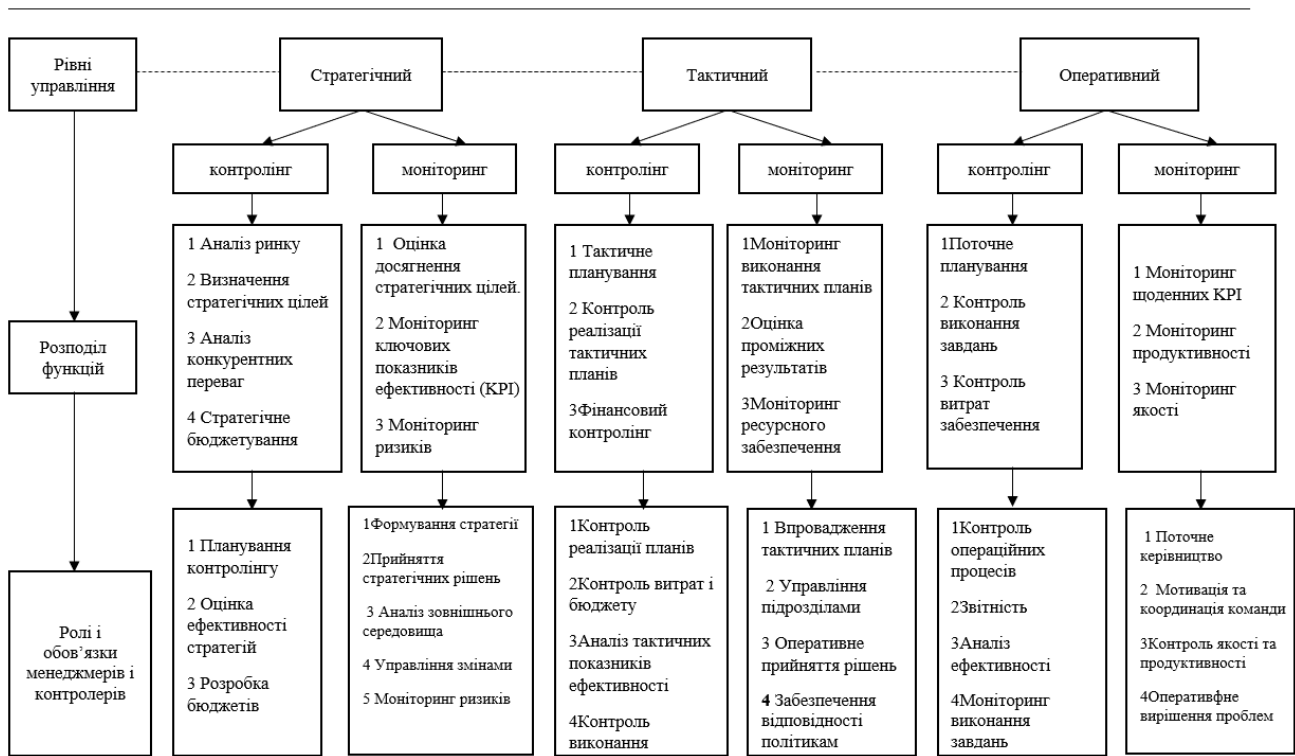 Рівні
управління
Стратегічний
Тактичний
Оперативний
контролінг
моніторинг
контролінг
моніторинг
контролінг
моніторинг
Розподіл
функцій
1 Аналіз ринку
2 Визначення
стратегічних цілей
3 Аналіз
конкурентних
переваг
4 Стратегічне
бюджетування
1 Оцінка
досягнення
стратегічних цілей.
2 Моніторинг
ключових
показників
ефективності (KPI)
3 Моніторинг
ризиків
1 Тактичне
планування
2 Контроль
реалізації
тактичних
планів
3Фінансовий
контролінг
1Моніторинг
виконання
тактичних планів
2Оцінка
проміжних
результатів
3Моніторинг
ресурсного
забезпечення
1Поточне
планування
2 Контроль
виконання
завдань
3 Контроль
витрат
забезпечення
1 Моніторинг
щоденних KPI
2 Моніторинг
продуктивності
3 Моніторинг
якості
Ролі і
обов’язки
менеджмерів і
контролерів
1 Планування
контролінгу
2 Оцінка
ефективності
стратегій
3 Розробка
бюджетів
1Формування стратегії
2Прийняття
стратегічних рішень
3 Аналіз зовнішнього
середовища
4 Управління змінами
5 Моніторинг ризиків
1Контроль
реалізації планів
2Контроль витрат і
бюджету
3Аналіз тактичних
показників
ефективності
4Контроль
виконання
1 Впровадження
тактичних планів
2 Управління
підрозділами
3 Оперативне
прийняття рішень
4 Забезпечення
відповідності
політикам
1Контроль
операційних
процесів
2Звітність
3Аналіз
ефективності
4Моніторинг
виконання
завдань
1 Поточне
керівництво
2 Мотивація та
координація команди
3Контроль якості та
продуктивності
4Оперативфне
вирішення проблем